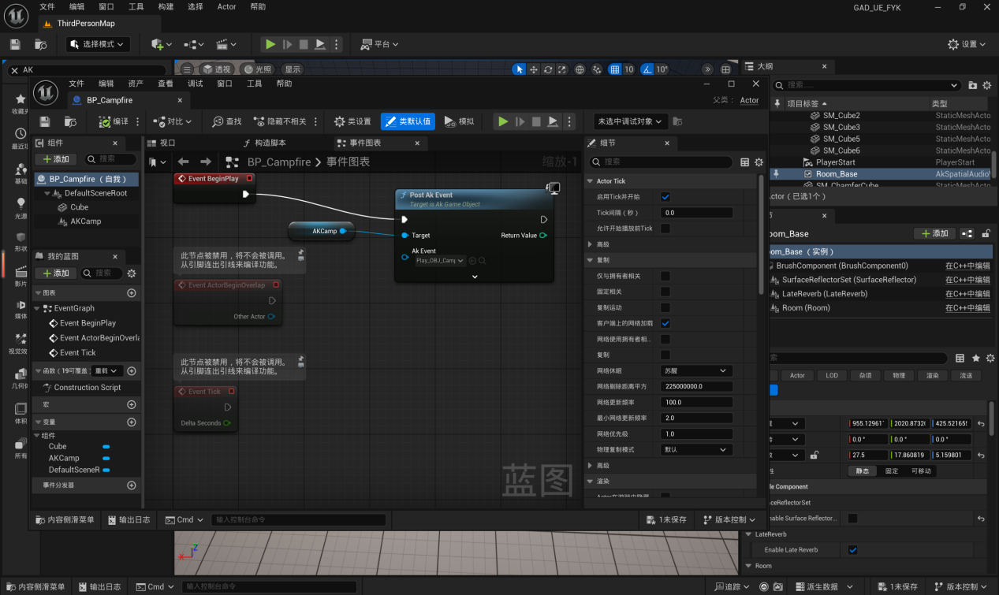 文件 编辑 窗口 工具 构建 选择 Actor 帮助
GAD_UE_FYK
ThirdPersonMap
选择模式
平台
设置
AK
透视 光照 显示
10 10°
大纲
文件 编辑 资产 查看 调试 窗口 工具 帮助
BP_Campfire
父类： Actor
编译 对比 查找 隐藏不相关 类设置 类默认值 模拟
未选中调试对象
搜索
项目标签 类型
SM_Cube2 StaticMeshActo
SM_Cube3 StaticMeshActo
SM_Cube5 StaticMeshActo
SM_Cube6 StaticMeshActo
PlayerStart PlayerStart
Room_Base AkSpatialAudio
SM_ChamferCube StaticMeshActo
ctor（已选1个）
收藏夹
基础
光源
形状
影片
媒体
视觉效
几何体
体积
所有
组件
添加 搜索
BP_Campfire（自我）
DefaultSceneRoot
Cube
AKCamp
我的蓝图
添加 搜索
图表
EventGraph
Event BeginPlay
Event ActorBeginOverla
Event Tick
函数（19可覆盖 重载
Construction Script
宏
变量
组件
Cube
AKCamp
DefaultSceneR
事件分发器
视口 构造脚本 事件图表
BP_Campfire 事件图表
缩放-1
Event BeginPlay
AKCamp
Post Ak Event
Target is Ak Game Object
Target Return Value
Ak Event
Play_OBJ_Camp
此节点被禁用，将不会被调用。
从引脚连出引线来编译功能。
Event ActorBeginOverlap
Other Actor
此节点被禁用，将不会被调用。
从引脚连出引线来编译功能。
Event Tick
Delta Seconds
蓝图
细节
搜索
Actor Tick
启用Tick并开始
Tick间隔（秒） 0.0
允许开始播放前Tick
高级
复制
仅与拥有者相关
固定相关
复制运动
客户端上的网络加载
网络使用拥有者相...
复制
网络休眠 苏醒
网络剔除距离平方 225000000.0
网络更新频率 100.0
最小网络更新频率 2.0
网络优先级 1.0
物理复制模式 默认
高级
渲染
Actor在游戏中隐藏
oom_Base
添加
om_Base（实例）
BrushComponent (BrushComponent0) 在C++中编辑
SurfaceReflectorSet (SurfaceReflector) 在C++中编辑
LateReverb (LateReverb) 在C++中编辑
Room (Room) 在C++中编辑
索
Actor LOD 杂项 物理 渲染 流送
955.12961 2020.87326 425.521655
0.0° 0.0° 0.0°
27.5 17.860819 5.159801
性 静态 固定 可移动
le Component
aceReflectorSet
nable Surface Reflector...
LateReverb
Enable Late Reverb
Room
内容侧滑菜单 输出日志 Cmd 输入控制台命令 1未保存 版本控制
内容侧滑菜单 输出日志 Cmd 输入控制台命令 追踪 派生数据 1未保存 版本控制
Z
X